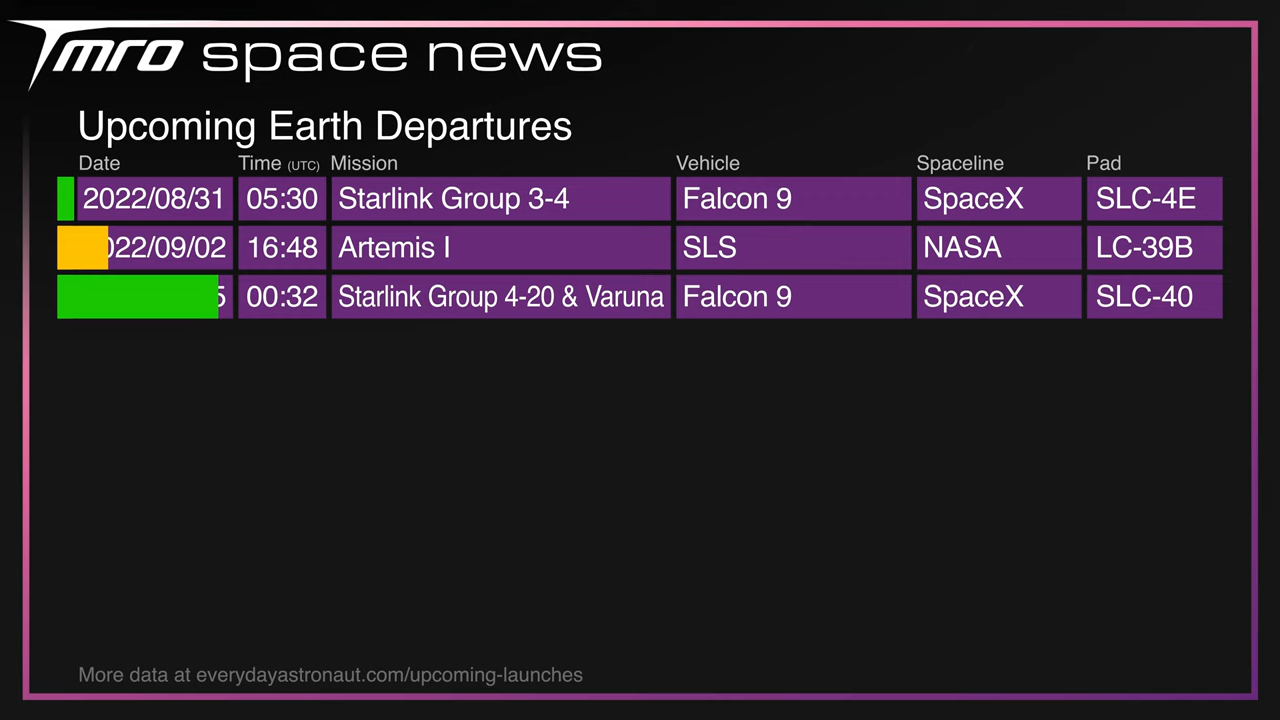 TMRO space news
Upcoming Earth Departures
Date Time (UTC) Mission Vehicle Spaceline Pad
2022/08/31 05:30 Starlink Group 3-4 Falcon 9 SpaceX SLC-4E
022/09/02 16:48 Artemis I SLS NASA LC-39B
5 00:32 Starlink Group 4-20 & Varuna Falcon 9 SpaceX SLC-40
More data at everydayastronaut.com/upcoming-launches